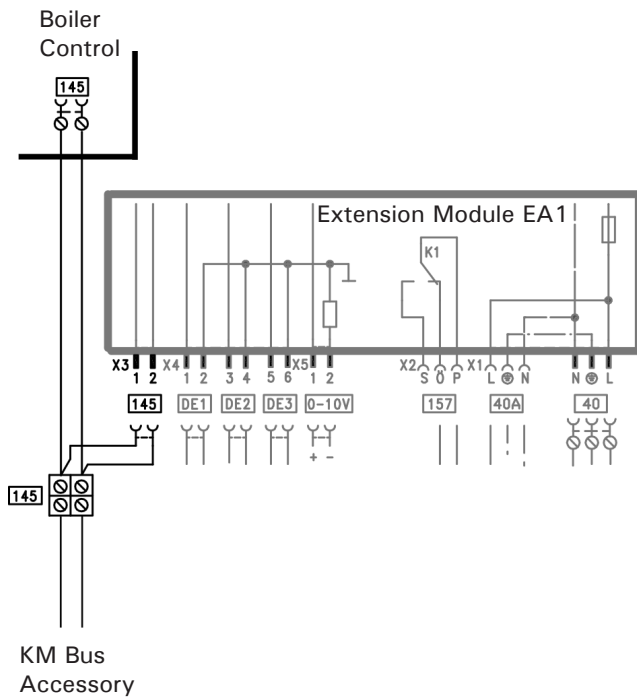 Boiler
Control
145
Extension Module EA1
K1
X3 1 2 X4 1 2 3 4 5 6 X5 1 2 X2 S Ö P X1 L N N L
145 DE1 DE2 DE3 0-10V 157 40A 40
+ -
145
KM Bus
Accessory